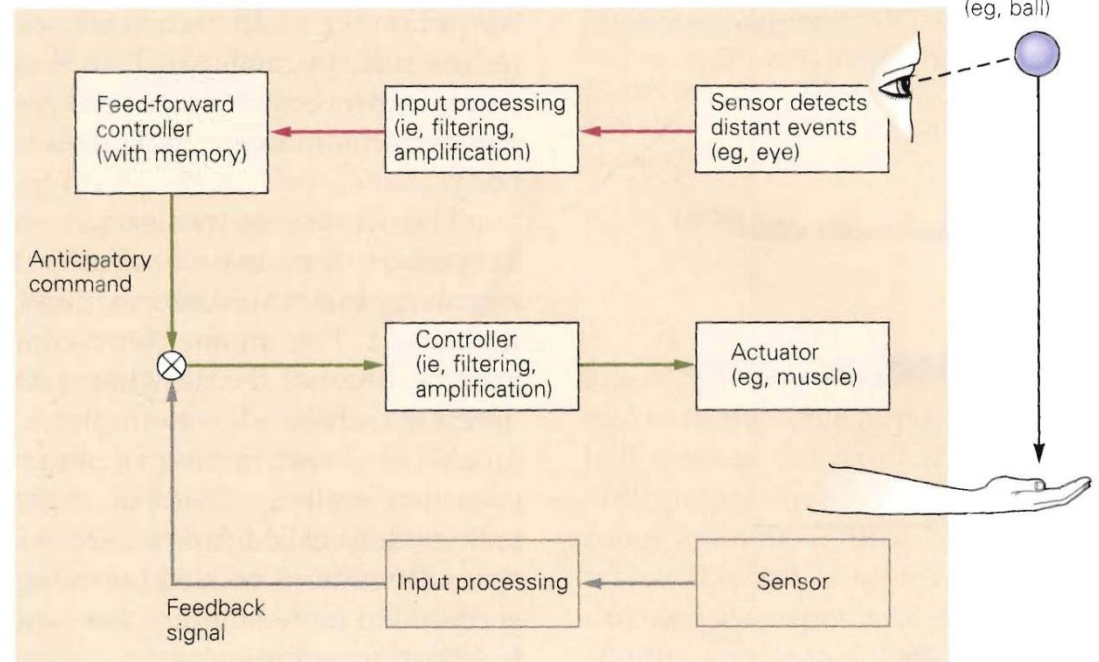 (eg, ball)
Feed-forward
controller
(with memory)
Input processing
(ie, filtering,
amplification)
Sensor detects
distant events
(eg, eye)
Anticipatory
command
Controller
(ie, filtering,
amplification)
Actuator
(eg, muscle)
Input processing
Sensor
Feedback
signal